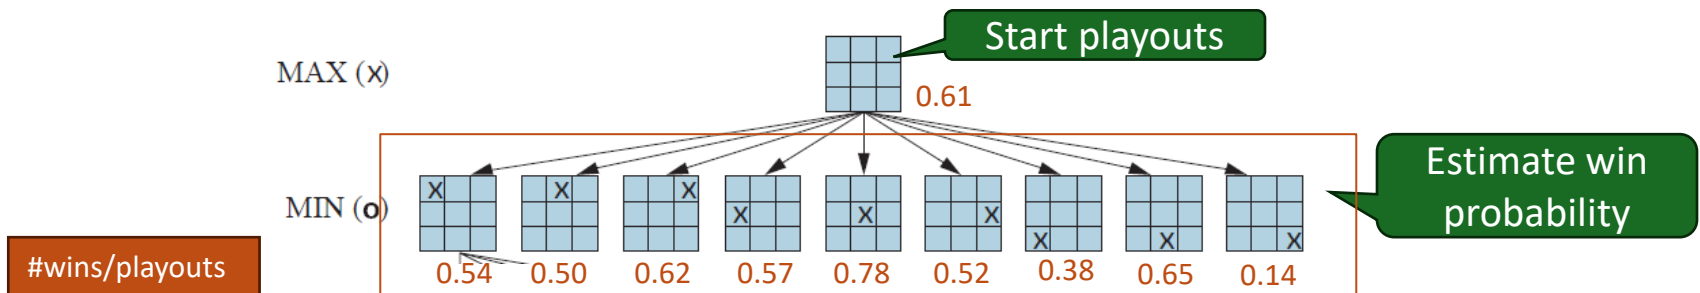 Start playouts
MAX (x)
0.61
Estimate win
probability
x x x x x x x x x
MIN (o)
#wins/playouts
0.54 0.50 0.62 0.57 0.78 0.52 0.38 0.65 0.14